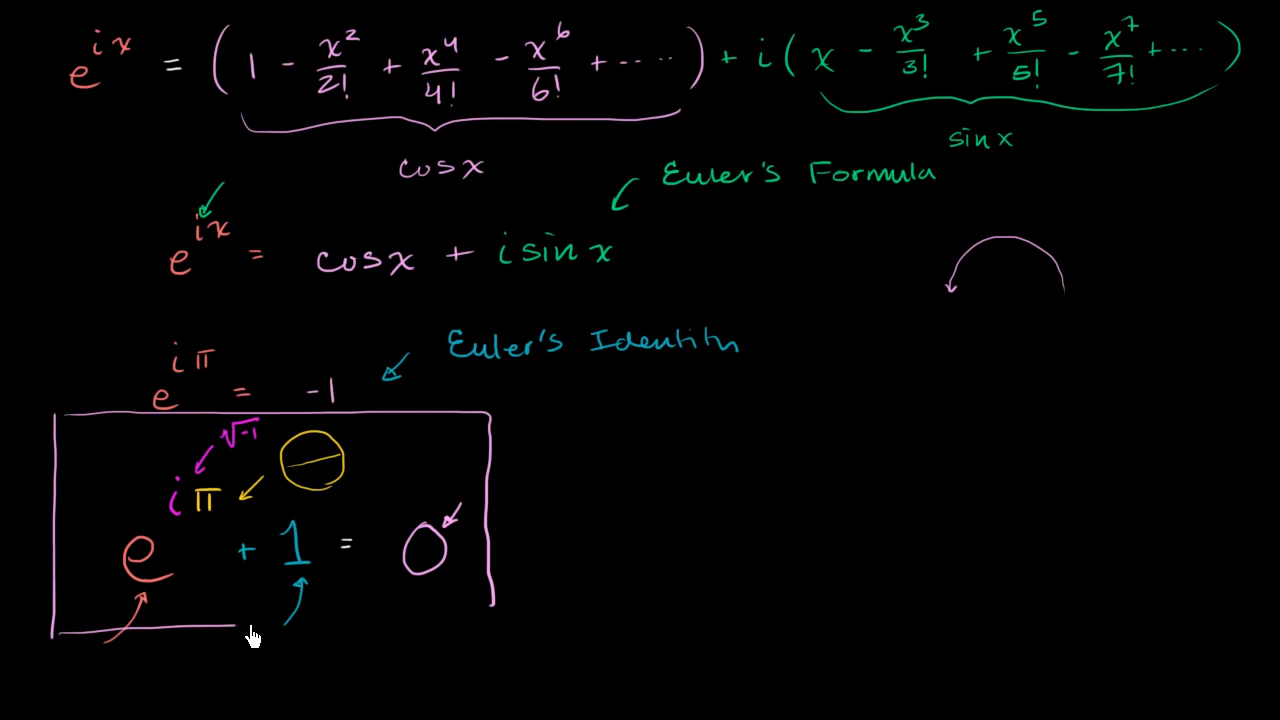 e^{ix} = (1 - x²/2! + x⁴/4! - x⁶/6! + .....) + i(x - x³/3! + x⁵/5! - x⁷/7! + ....)
cos x
sin x
Euler's Formula
e^{ix} = cos x + i sin x
Euler's Identity
e^{iπ} = -1
√-1
e^{iπ} + 1 = 0